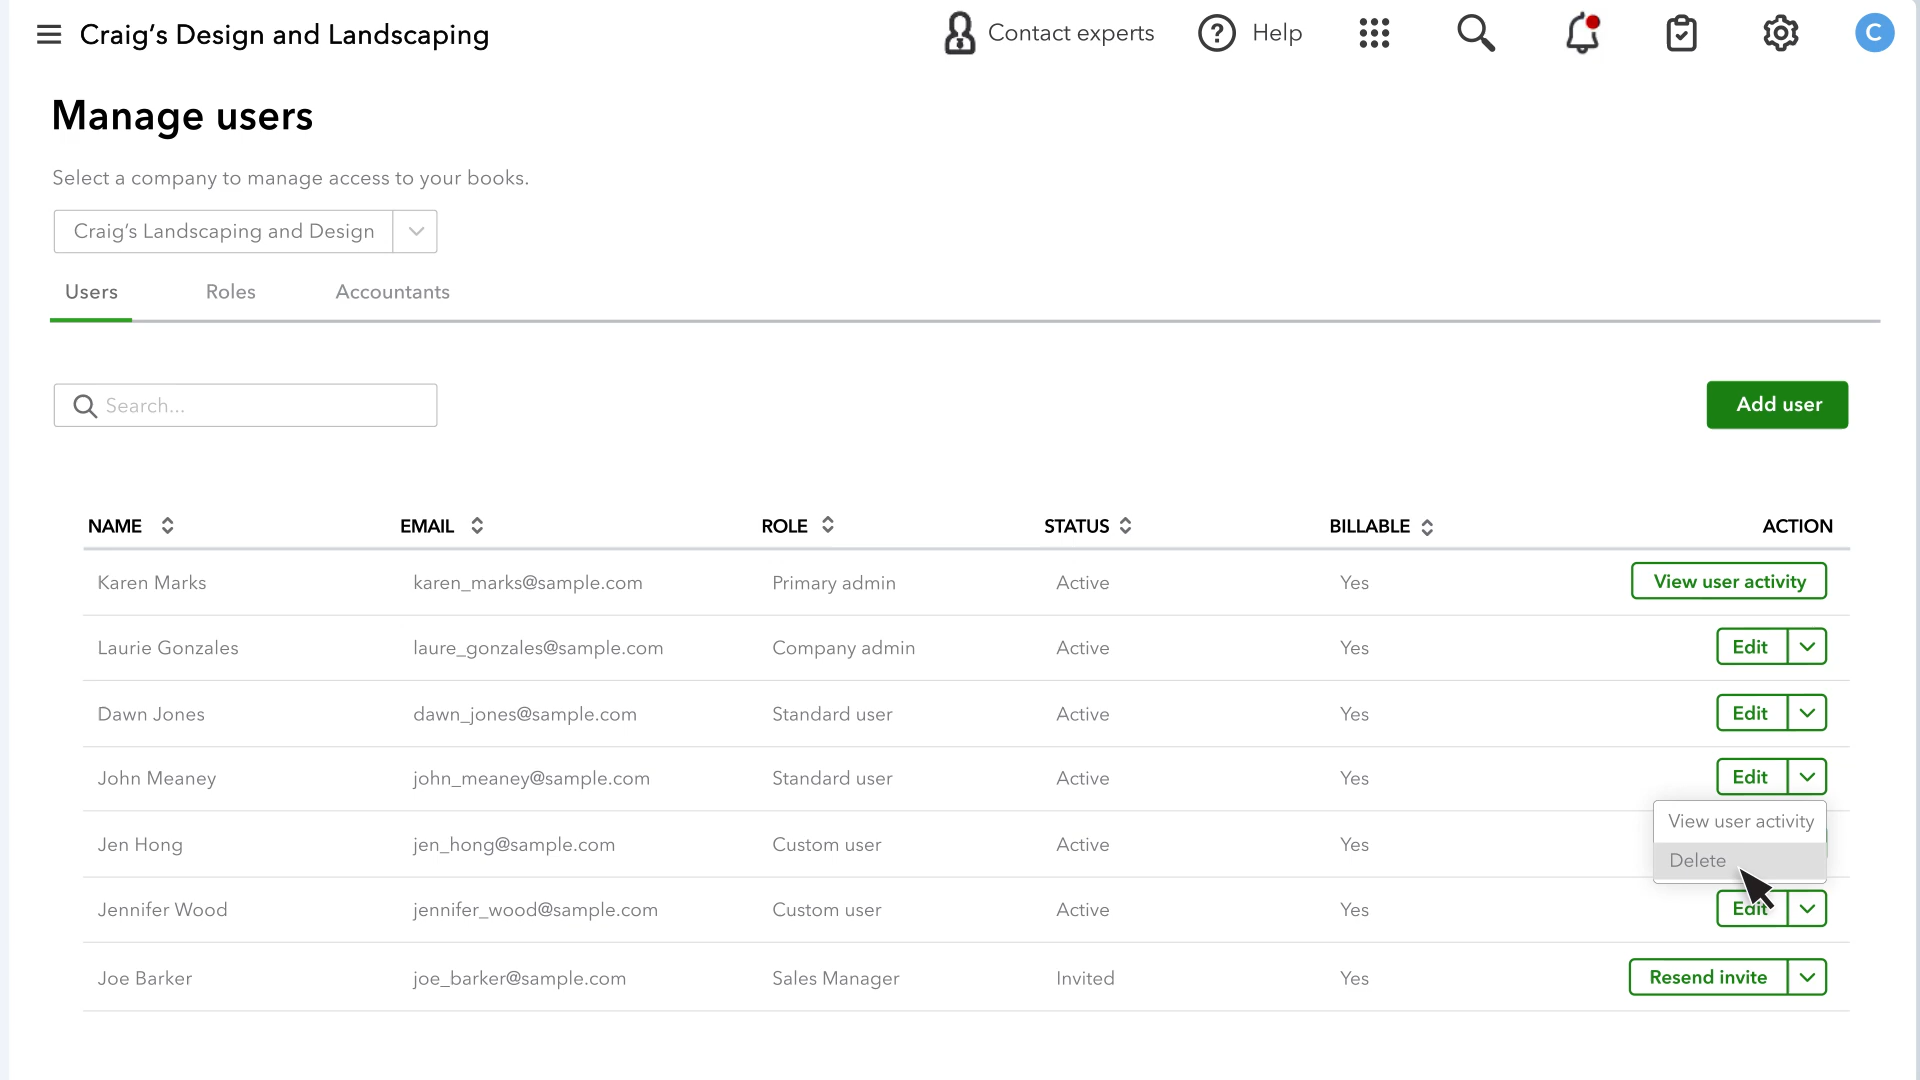 Craig's Design and Landscaping
Contact experts
Help
C
Manage users
Select a company to manage access to your books.
Craig's Landscaping and Design
Users Roles Accountants
Search...
Add user
NAME EMAIL ROLE STATUS BILLABLE ACTION
Karen Marks karen_marks@sample.com Primary admin Active Yes View user activity
Laurie Gonzales laure_gonzales@sample.com Company admin Active Yes Edit
Dawn Jones dawn_jones@sample.com Standard user Active Yes Edit
John Meaney john_meaney@sample.com Standard user Active Yes Edit
View user activity
Jen Hong jen_hong@sample.com Custom user Active Yes
Delete
Jennifer Wood jennifer_wood@sample.com Custom user Active Yes Edit
Joe Barker joe_barker@sample.com Sales Manager Invited Yes Resend invite